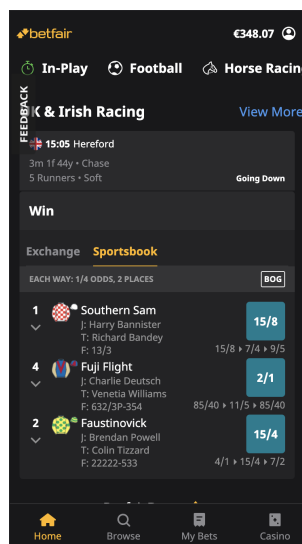 betfair
€348.07
In-Play
Football
Horse Racin
FEEDBACK
K & Irish Racing
View More
15:05 Hereford
3m 1f 44y • Chase
5 Runners • Soft
Going Down
Win
Exchange
Sportsbook
EACH WAY: 1/4 ODDS, 2 PLACES
BOG
1
Southern Sam
J: Harry Bannister
T: Richard Bandey
F: 13/3
15/8
15/8 ▸ 7/4 ▸ 9/5
4
Fuji Flight
J: Charlie Deutsch
T: Venetia Williams
F: 632/3P-354
2/1
85/40 ▸ 11/5 ▸ 85/40
2
Faustinovick
J: Brendan Powell
T: Colin Tizzard
F: 22222-533
15/4
4/1 ▸ 15/4 ▸ 7/2
Home
Browse
My Bets
Casino